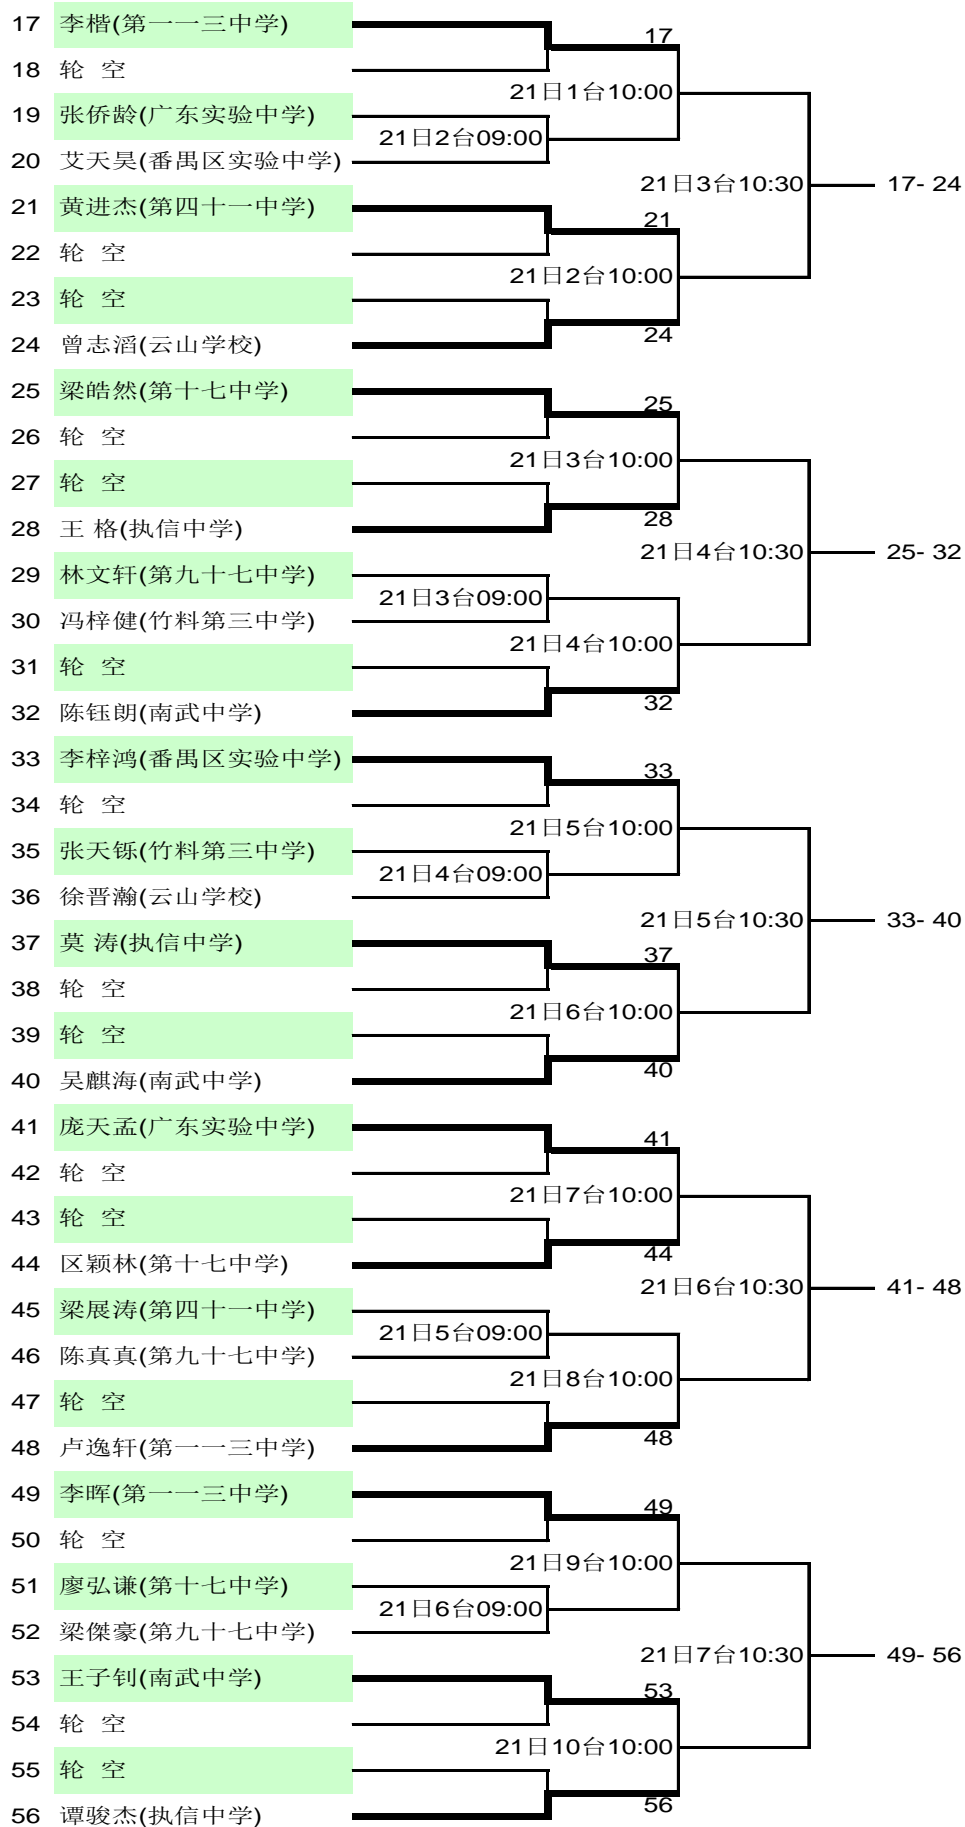 17 李楷(第一一三中学)
17
18 轮 空
21日1台10:00
19 张侨龄(广东实验中学)
21日2台09:00
20 艾天昊(番禺区实验中学)
21日3台10:30
17- 24
21 黄进杰(第四十一中学)
21
22 轮 空
21日2台10:00
23 轮 空
24
24 曾志滔(云山学校)
25 梁皓然(第十七中学)
25
26 轮 空
21日3台10:00
27 轮 空
28
28 王 格(执信中学)
21日4台10:30
25- 32
29 林文轩(第九十七中学)
21日3台09:00
30 冯梓健(竹料第三中学)
21日4台10:00
31 轮 空
32
32 陈钰朗(南武中学)
33 李梓鸿(番禺区实验中学)
33
34 轮 空
21日5台10:00
35 张天铄(竹料第三中学)
21日4台09:00
36 徐晋瀚(云山学校)
21日5台10:30
33- 40
37 莫 涛(执信中学)
37
38 轮 空
21日6台10:00
39 轮 空
40
40 吴麒海(南武中学)
41 庞天孟(广东实验中学)
41
42 轮 空
21日7台10:00
43 轮 空
44
44 区颖林(第十七中学)
21日6台10:30
41- 48
45 梁展涛(第四十一中学)
21日5台09:00
46 陈真真(第九十七中学)
21日8台10:00
47 轮 空
48
48 卢逸轩(第一一三中学)
49 李晖(第一一三中学)
49
50 轮 空
21日9台10:00
51 廖弘谦(第十七中学)
21日6台09:00
52 梁傑豪(第九十七中学)
21日7台10:30
49- 56
53 王子钊(南武中学)
53
54 轮 空
21日10台10:00
55 轮 空
56
56 谭骏杰(执信中学)